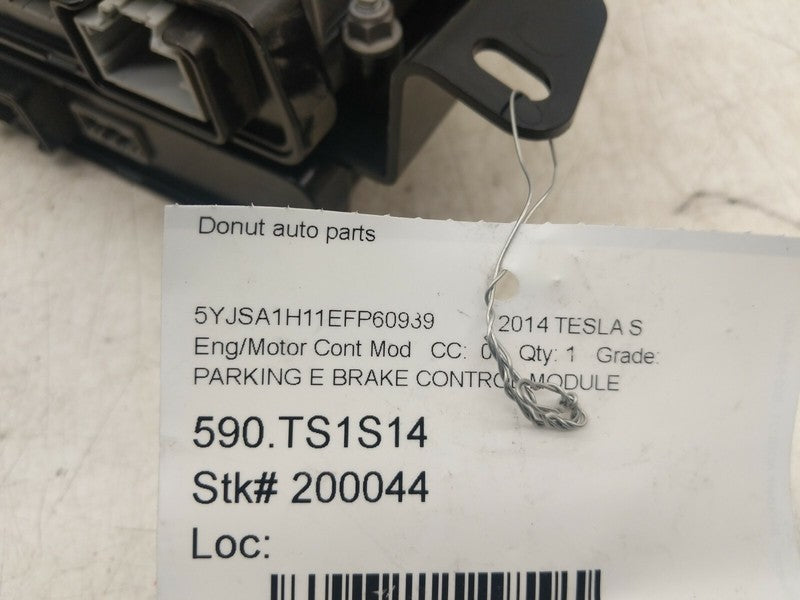 Donut auto parts
5YJSA1H11EFP60939 2014 TESLA S
Eng/Motor Cont Mod CC: 0 Qty: 1 Grade:
PARKING E BRAKE CONTROL MODULE
590.TS1S14
Stk# 200044
Loc: